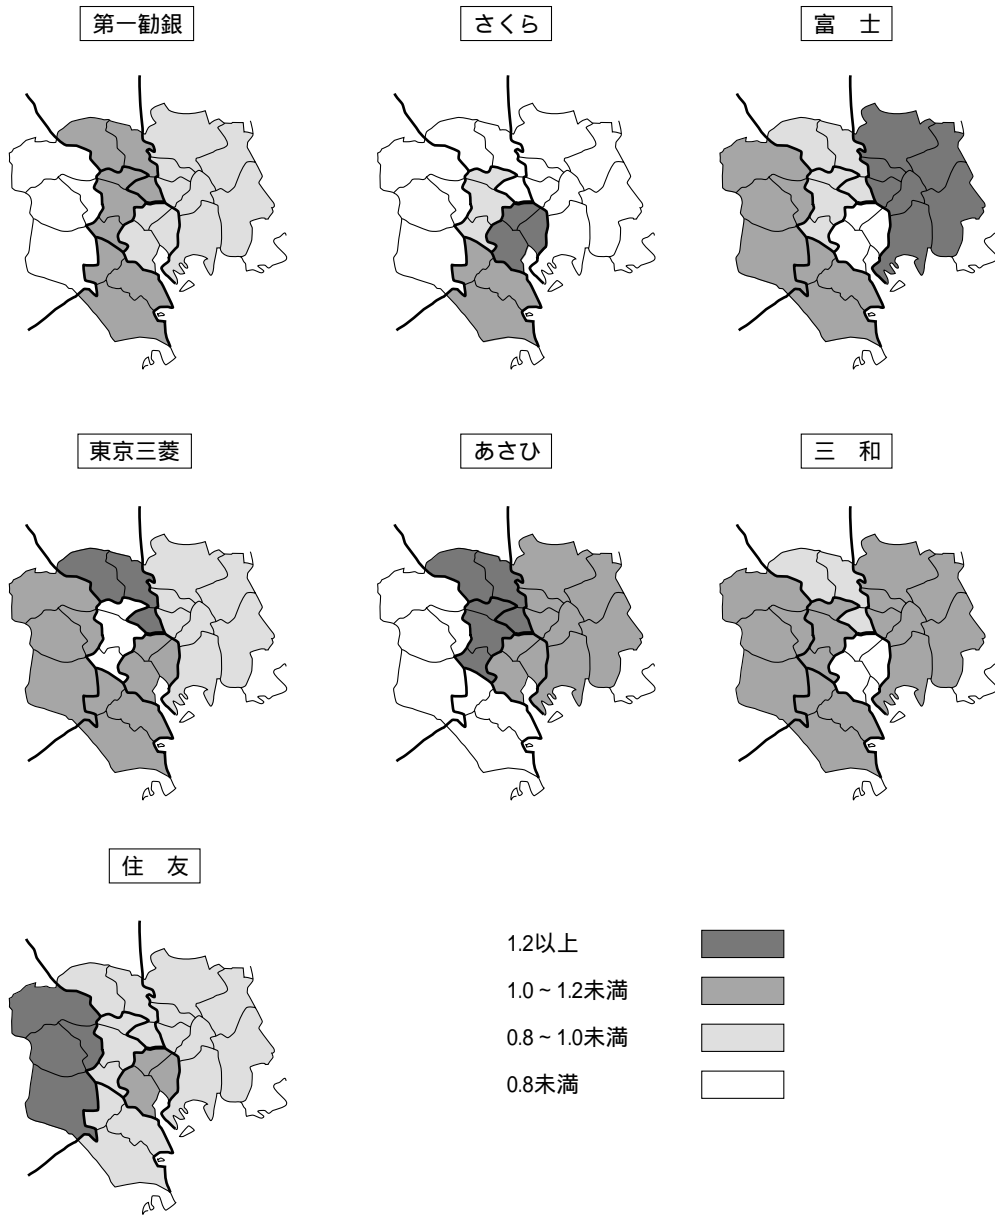 第一勧銀
さくら
富 士
東京三菱
あさひ
三 和
住 友
1.2以上
1.0～1.2未満
0.8～1.0未満
0.8未満